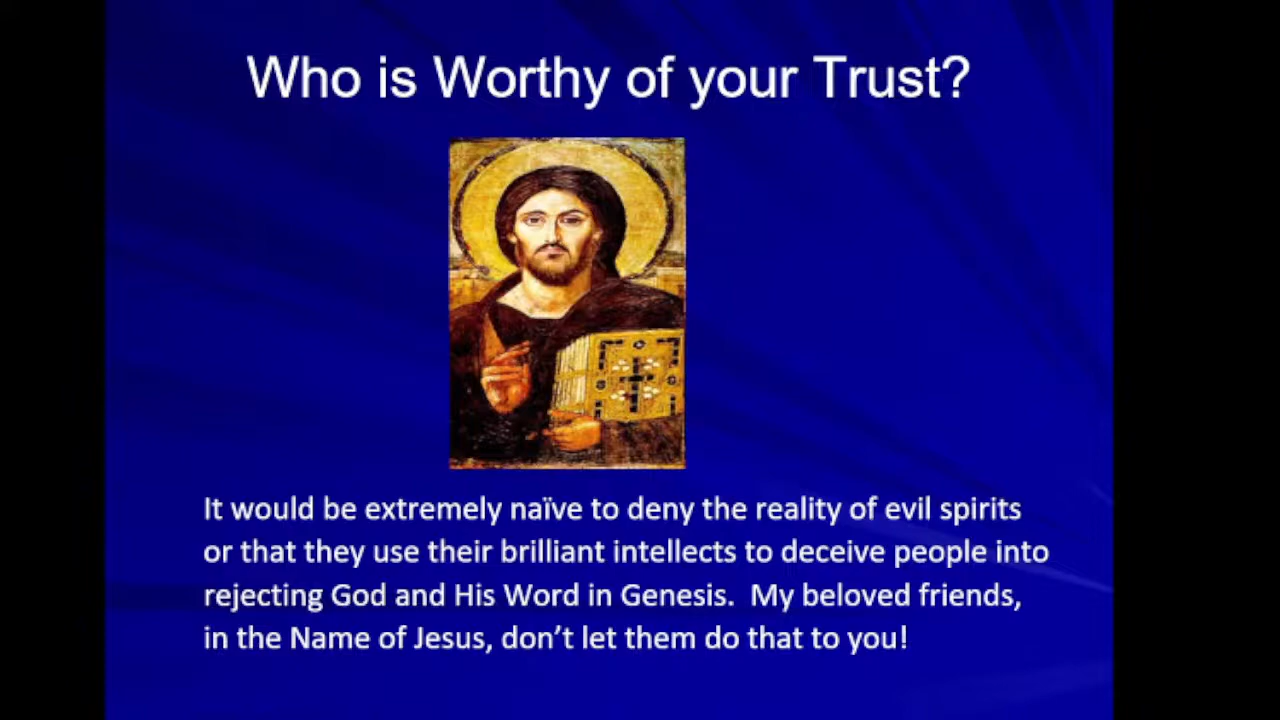 Who is Worthy of your Trust?
It would be extremely naïve to deny the reality of evil spirits
or that they use their brilliant intellects to deceive people into
rejecting God and His Word in Genesis.  My beloved friends,
in the Name of Jesus, don’t let them do that to you!